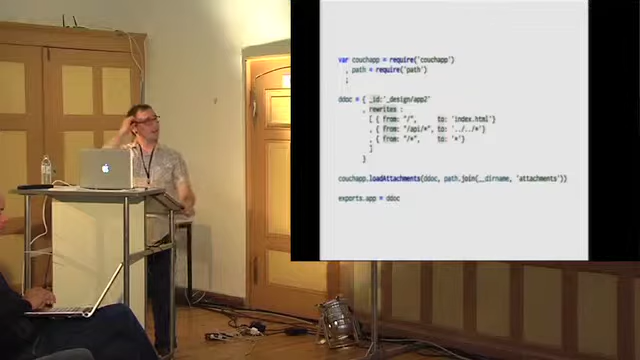 var couchapp = require('couchapp')
, path = require('path')
;
ddoc = { _id:'_design/app2'
, rewrites :
[ { from: "/", to: 'index.html'}
, { from: "/api/*", to: '../../*'}
, { from: "/*", to: '*'}
]
}
couchapp.loadAttachments(ddoc, path.join(__dirname, 'attachments'))
exports.app = ddoc